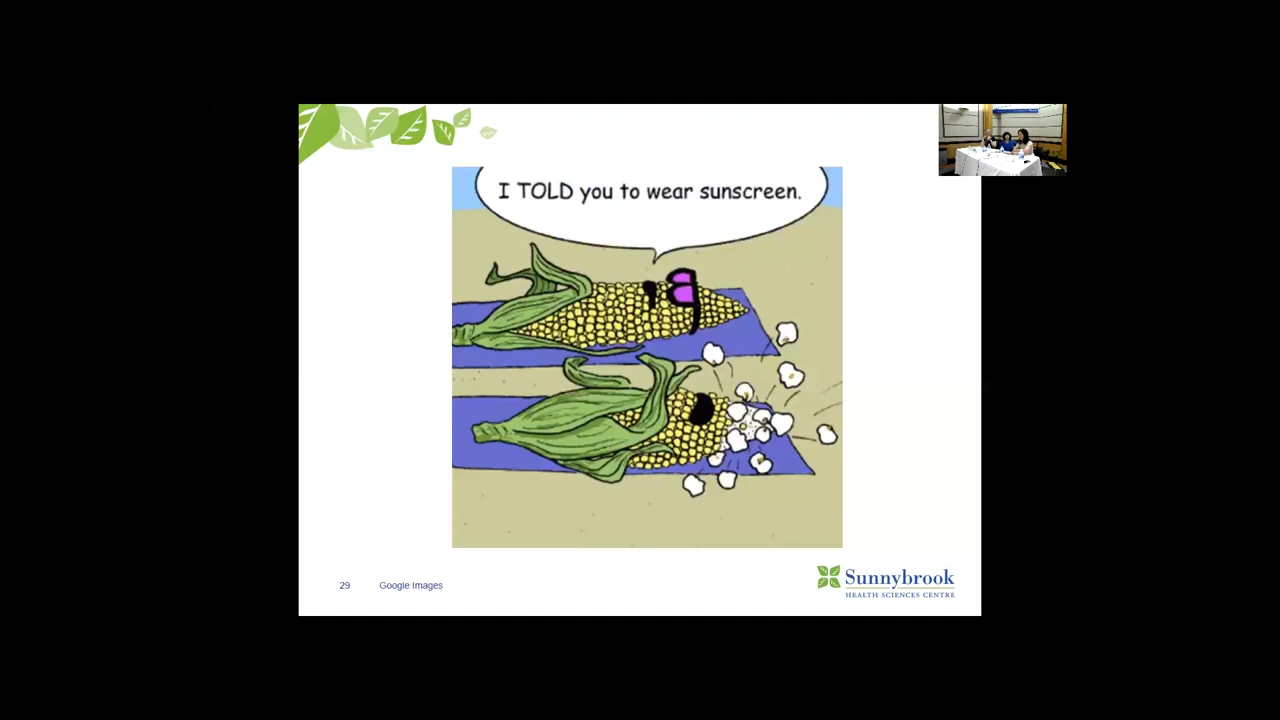 I TOLD you to wear sunscreen.
29 Google Images
Sunnybrook
HEALTH SCIENCES CENTRE